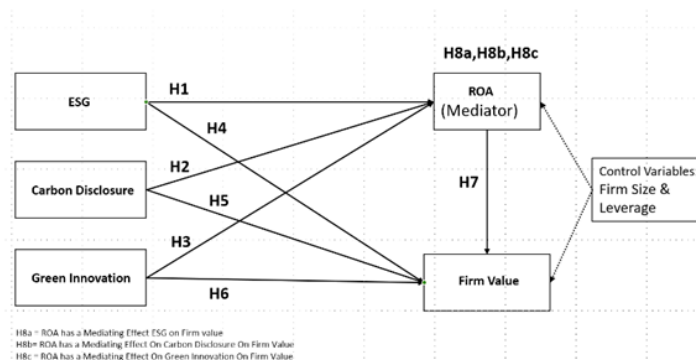 H8a,H8b,H8c
H1
ESG
ROA
(Mediator)
H4
H2
Carbon Disclosure
H5
H7
Control Variables:
Firm Size &
Leverage
H3
Green Innovation
H6
Firm Value
H8a = ROA has a Mediating Effect ESG on Firm value
H8b= ROA has a Mediating Effect On Carbon Disclosure On Firm Value
H8c = ROA has a Mediating Effect On Green Innovation On Firm Value